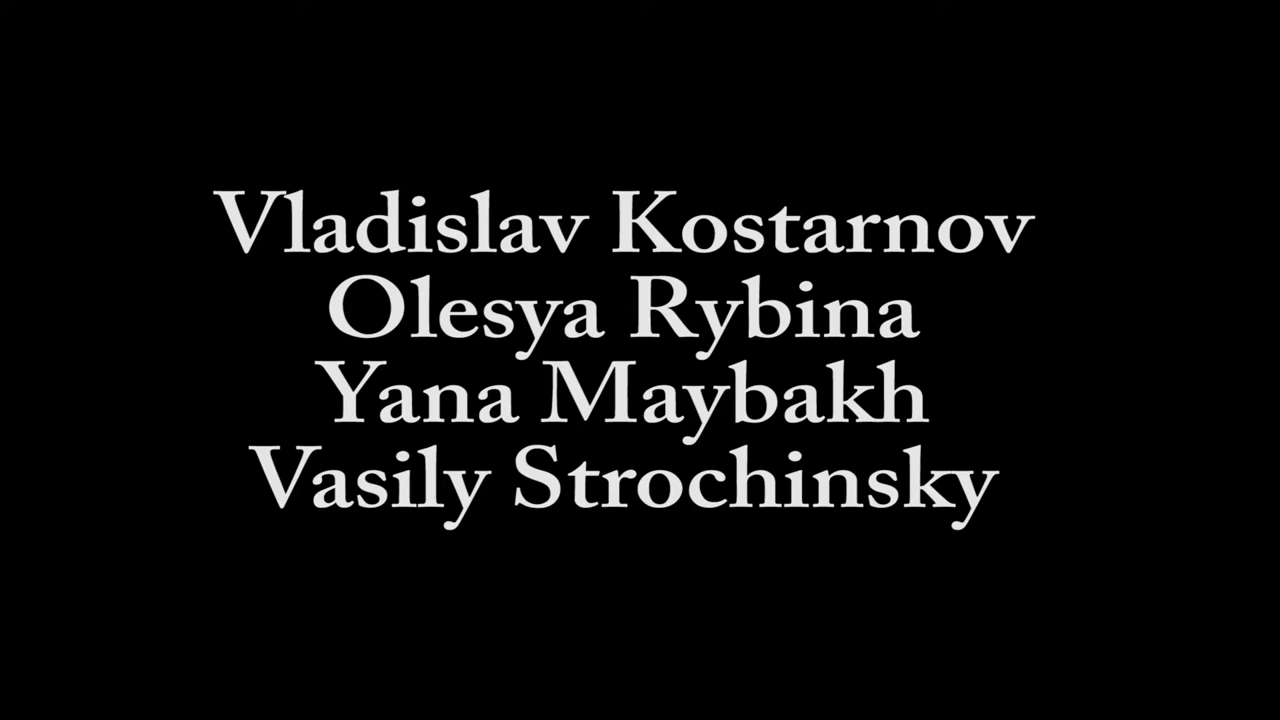 Vladislav Kostarnov
Olesya Rybina
Yana Maybakh
Vasily Strochinsky